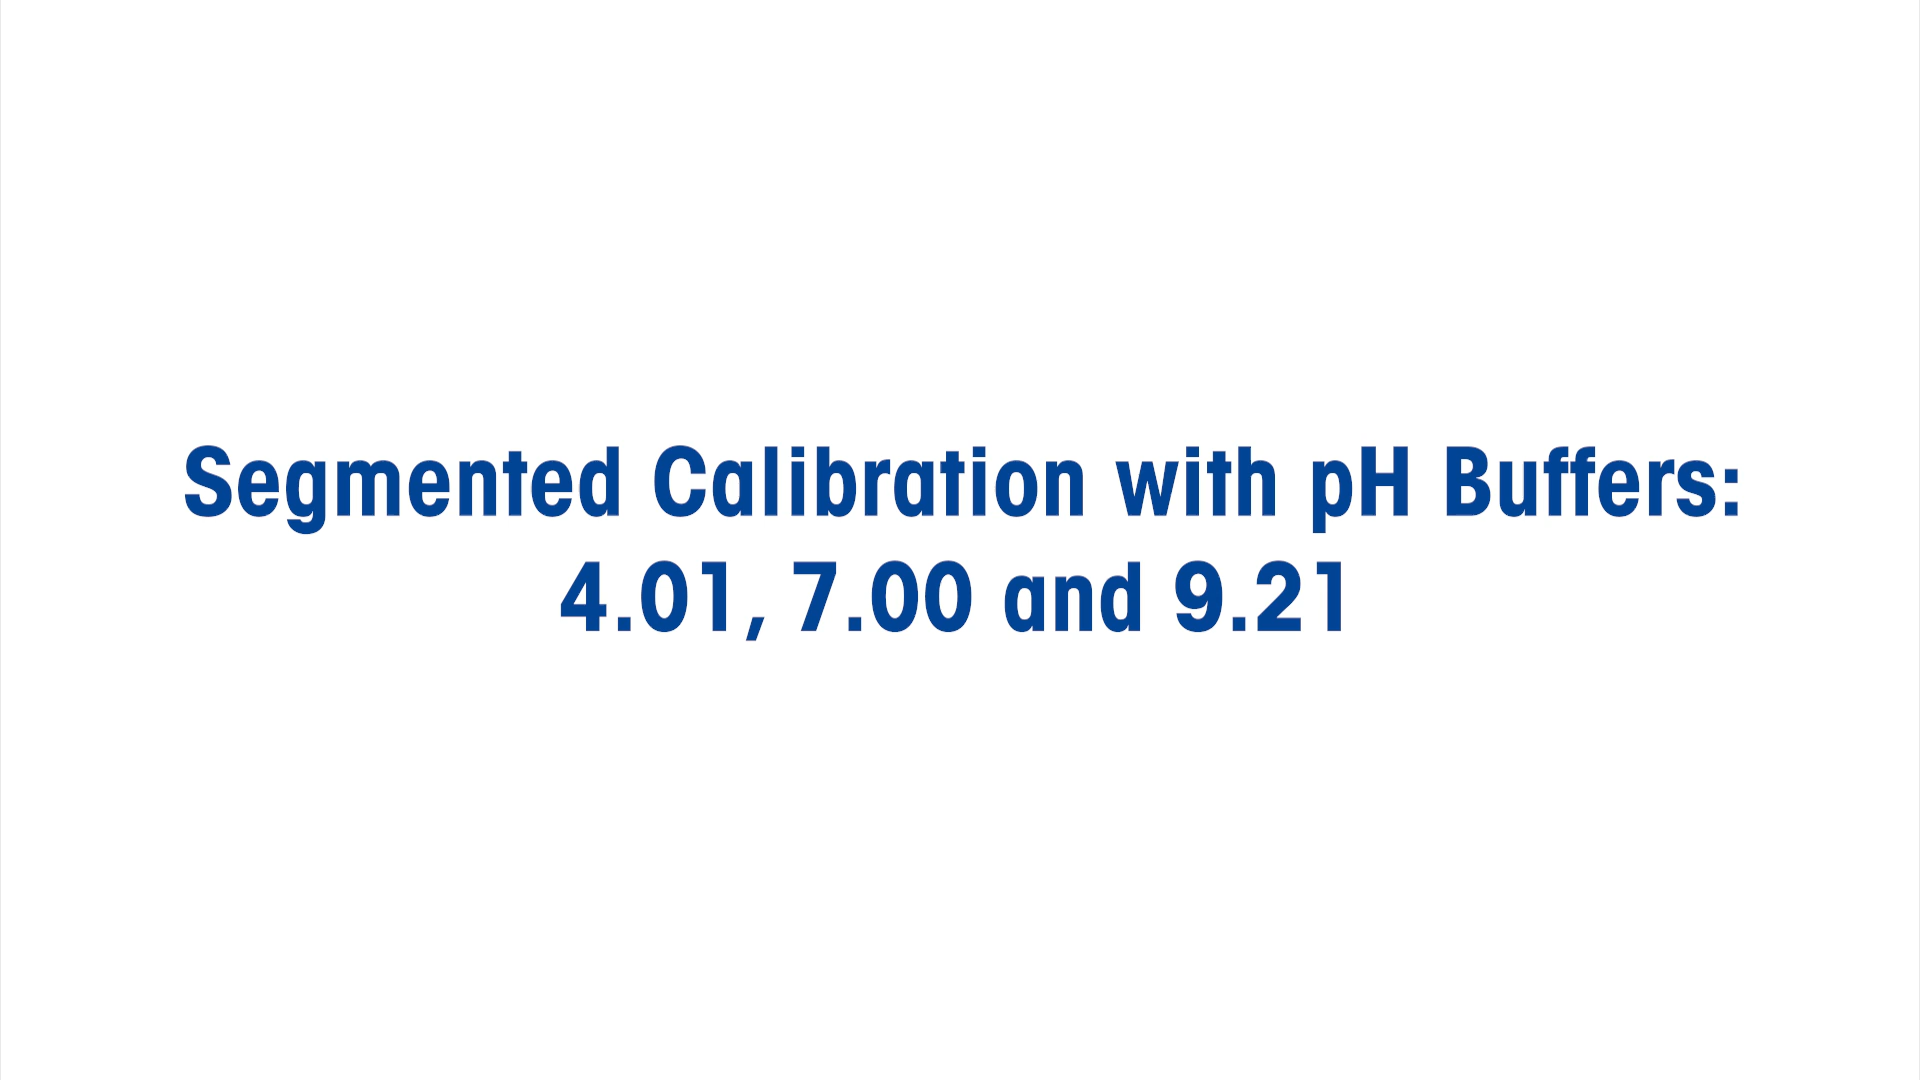 Segmented Calibration with pH Buffers:
4.01, 7.00 and 9.21